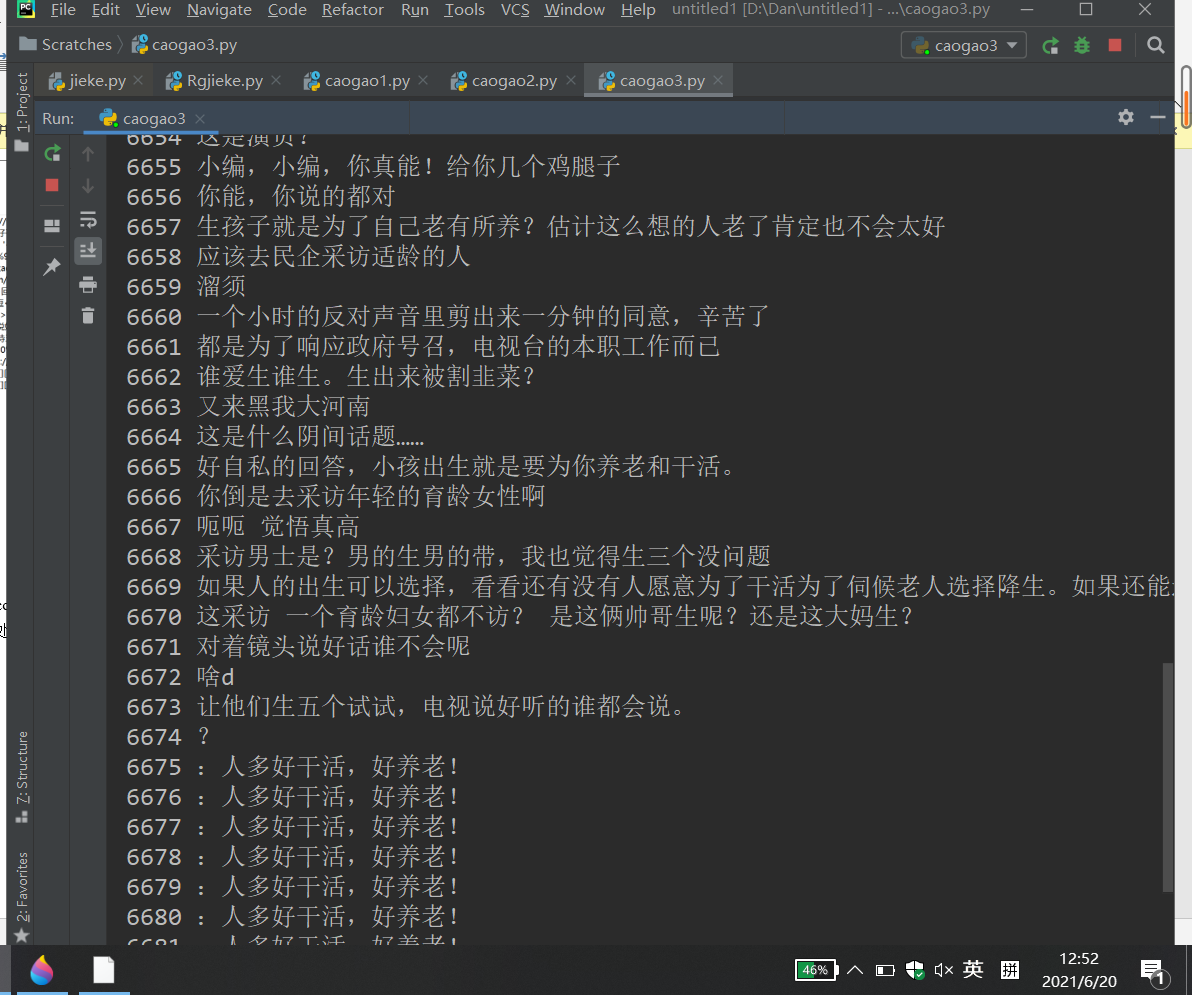 File Edit View Navigate Code Refactor Run Tools VCS Window Help untitled1 [D:\Dan\untitled1] - ...\caogao3.py
Scratches caogao3.py caogao3
jieke.py Rgjieke.py caogao1.py caogao2.py caogao3.py
1: Project
Run: caogao3
6654 这是演员？
6655 小编，小编，你真能！给你几个鸡腿子
6656 你能，你说的都对
6657 生孩子就是为了自己老有所养？估计这么想的人老了肯定也不会太好
6658 应该去民企采访适龄的人
6659 溜须
6660 一个小时的反对声音里剪出来一分钟的同意，辛苦了
6661 都是为了响应政府号召，电视台的本职工作而已
6662 谁爱生谁生。生出来被割韭菜？
6663 又来黑我大河南
6664 这是什么阴间话题……
6665 好自私的回答，小孩出生就是要为你养老和干活。
6666 你倒是去采访年轻的育龄女性啊
6667 呃呃 觉悟真高
6668 采访男士是？男的生男的带，我也觉得生三个没问题
6669 如果人的出生可以选择，看看还有没有人愿意为了干活为了伺候老人选择降生。如果还能
6670 这采访 一个育龄妇女都不访？ 是这俩帅哥生呢？还是这大妈生？
6671 对着镜头说好话谁不会呢
6672 啥d
6673 让他们生五个试试，电视说好听的谁都会说。
6674 ？
6675 ：人多好干活，好养老！
6676 ：人多好干活，好养老！
6677 ：人多好干活，好养老！
6678 ：人多好干活，好养老！
6679 ：人多好干活，好养老！
6680 ：人多好干活，好养老！
6681 ：人多好干活，好养老！
7: Structure
2: Favorites
46% 英 拼 12:52
2021/6/20 1